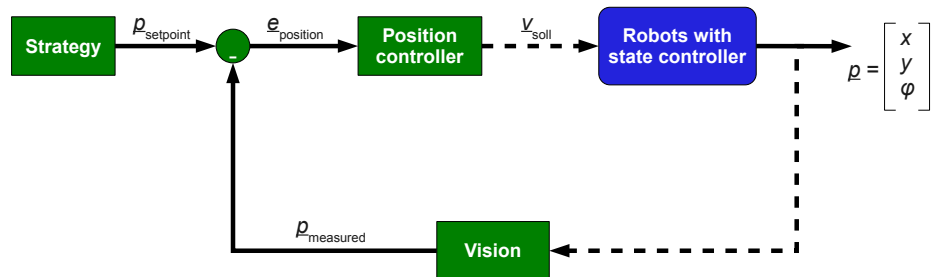 Strategy
p_setpoint
e_position
Position
controller
v_soll
Robots with
state controller
p =
x
y
φ
-
p_measured
Vision